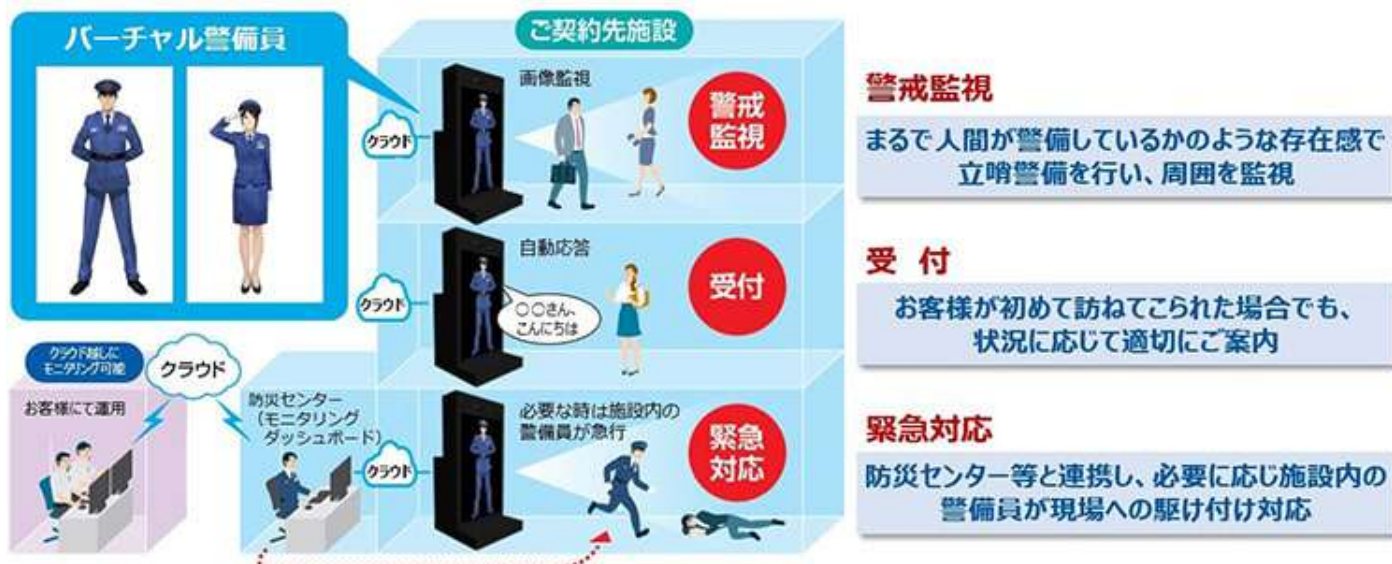 バーチャル警備員
ご契約先施設
画像監視
クラウド
警戒
監視
自動応答
クラウド
〇〇さん、
こんにちは
受付
クラウド越しに
モニタリング可能
クラウド
お客様にて運用
防災センター
(モニタリング
ダッシュボード)
クラウド
必要な時は施設内の
警備員が急行
緊急
対応
警戒監視
まるで人間が警備しているかのような存在感で
立哨警備を行い、周囲を監視
受 付
お客様が初めて訪ねてこられた場合でも、
状況に応じて適切にご案内
緊急対応
防災センター等と連携し、必要に応じ施設内の
警備員が現場への駆け付け対応